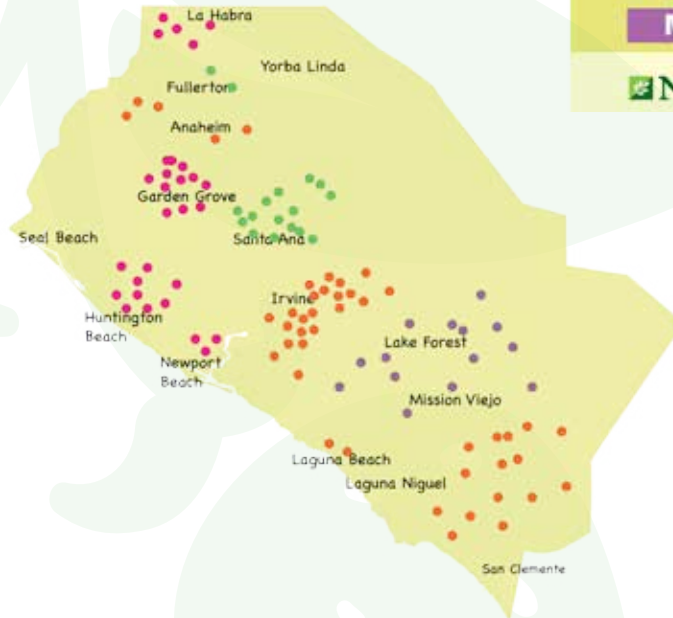 La Habra
Yorba Linda
Fullerton
Anaheim
Garden Grove
Seal Beach
Santa Ana
Irvine
Huntington
Beach
Lake Forest
Newport
Beach
Mission Viejo
Laguna Beach
Laguna Niguel
San Clemente